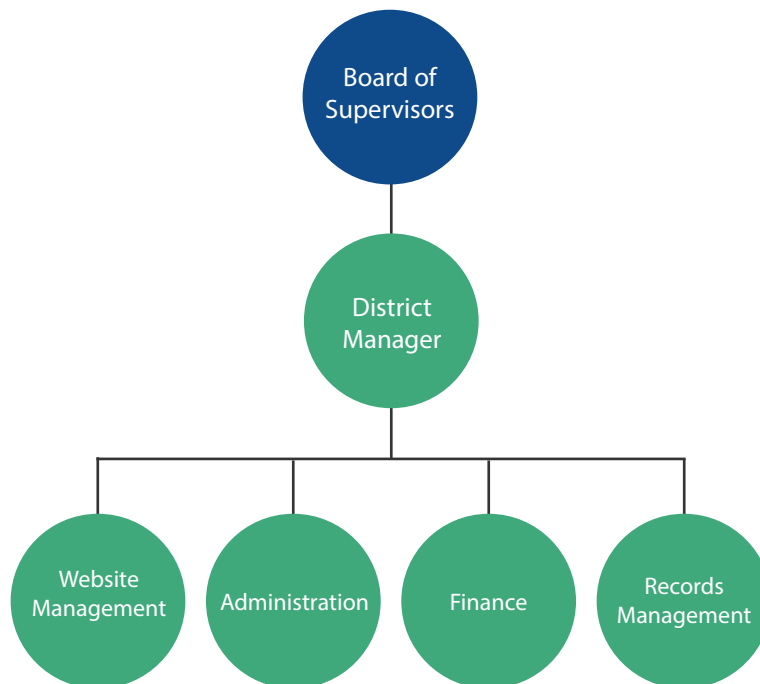 Board of
Supervisors
District
Manager
Website
Management
Administration
Finance
Records
Management